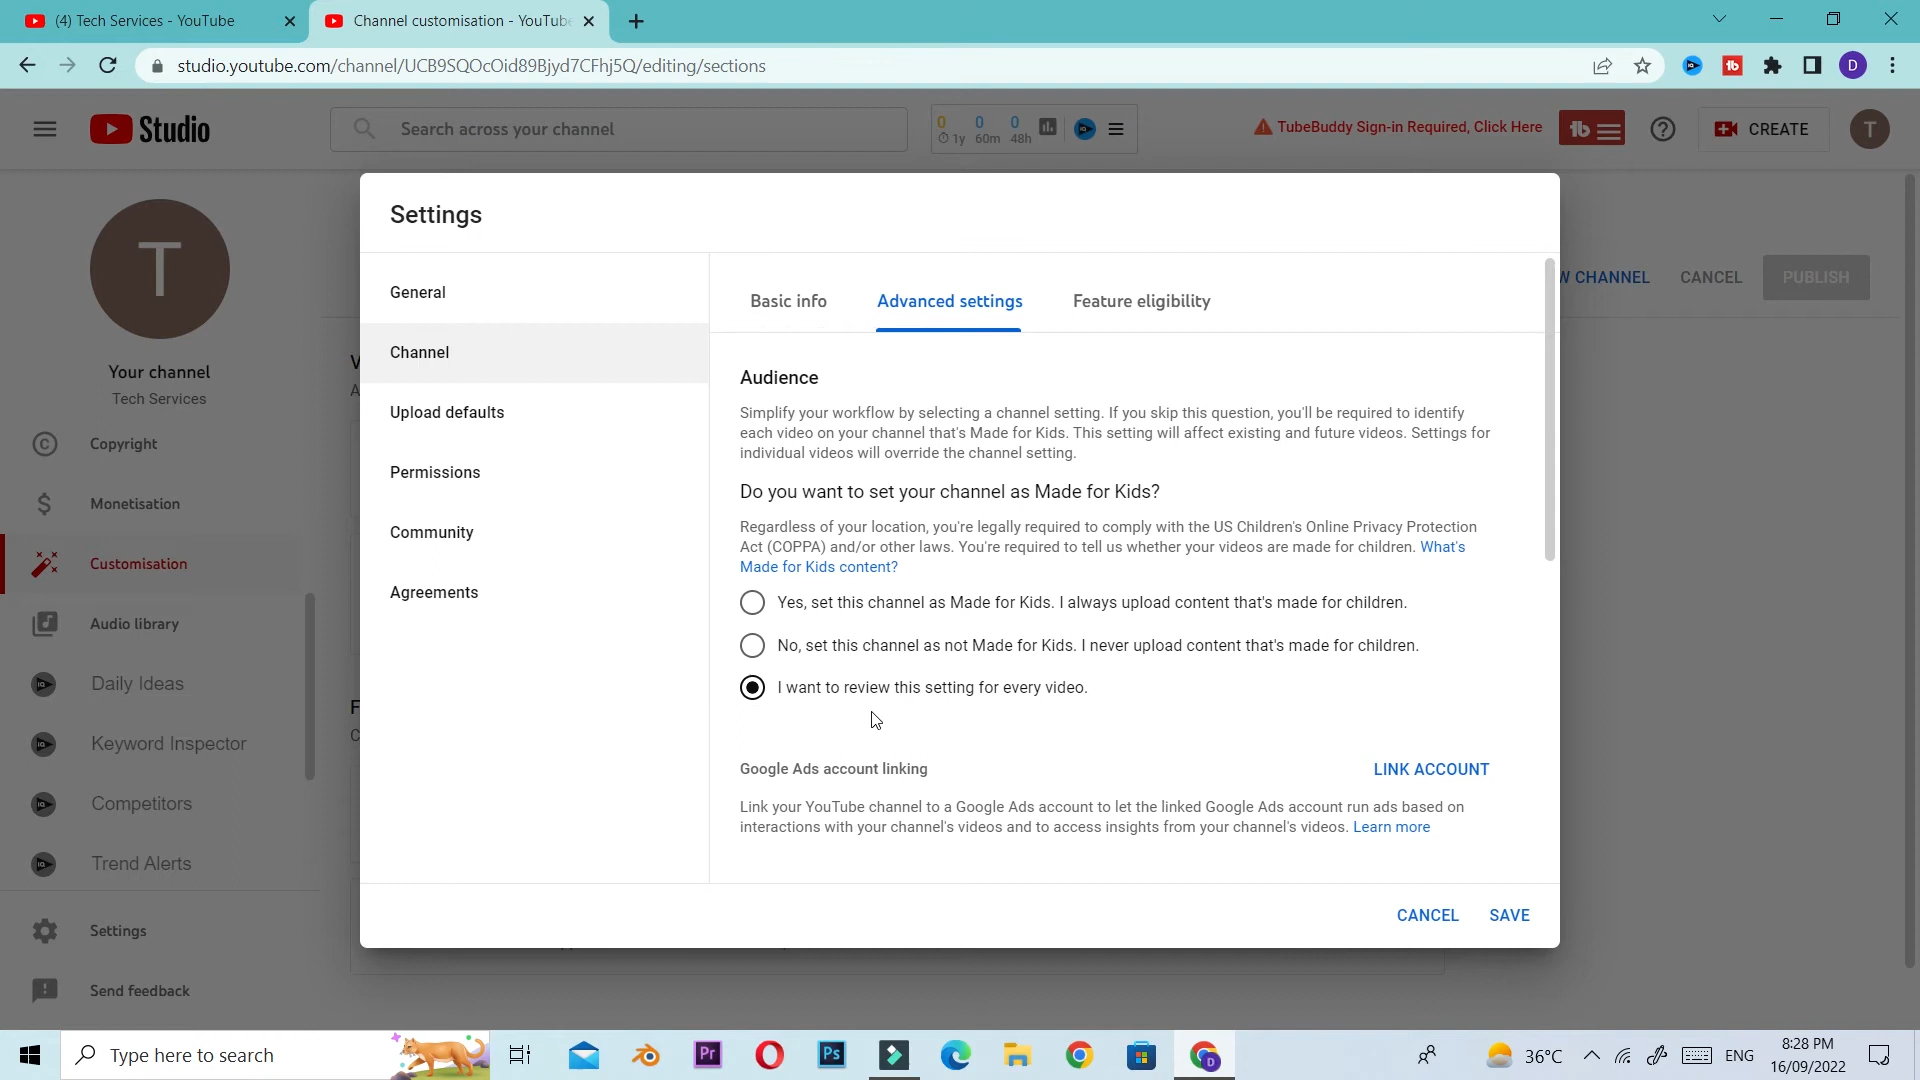 (4) Tech Services - YouTube
Channel customisation - YouTube
studio.youtube.com/channel/UCB9SQOcOid89Bjyd7CFhj5Q/editing/sections
D
Studio
Search across your channel
0 0 0
1y 60m 48h
TubeBuddy Sign-in Required, Click Here
CREATE
T
T
Your channel
Tech Services
Copyright
Monetisation
Customisation
Audio library
Daily Ideas
Keyword Inspector
Competitors
Trend Alerts
Settings
Send feedback
W CHANNEL
CANCEL
PUBLISH
Settings
General
Channel
Upload defaults
Permissions
Community
Agreements
Basic info
Advanced settings
Feature eligibility
Audience
Simplify your workflow by selecting a channel setting. If you skip this question, you'll be required to identify
each video on your channel that's Made for Kids. This setting will affect existing and future videos. Settings for
individual videos will override the channel setting.
Do you want to set your channel as Made for Kids?
Regardless of your location, you're legally required to comply with the US Children's Online Privacy Protection
Act (COPPA) and/or other laws. You're required to tell us whether your videos are made for children. What's
Made for Kids content?
Yes, set this channel as Made for Kids. I always upload content that's made for children.
No, set this channel as not Made for Kids. I never upload content that's made for children.
I want to review this setting for every video.
Google Ads account linking
LINK ACCOUNT
Link your YouTube channel to a Google Ads account to let the linked Google Ads account run ads based on
interactions with your channel's videos and to access insights from your channel's videos. Learn more
CANCEL
SAVE
Type here to search
Pr
Ps
36°C
ENG
8:28 PM
16/09/2022